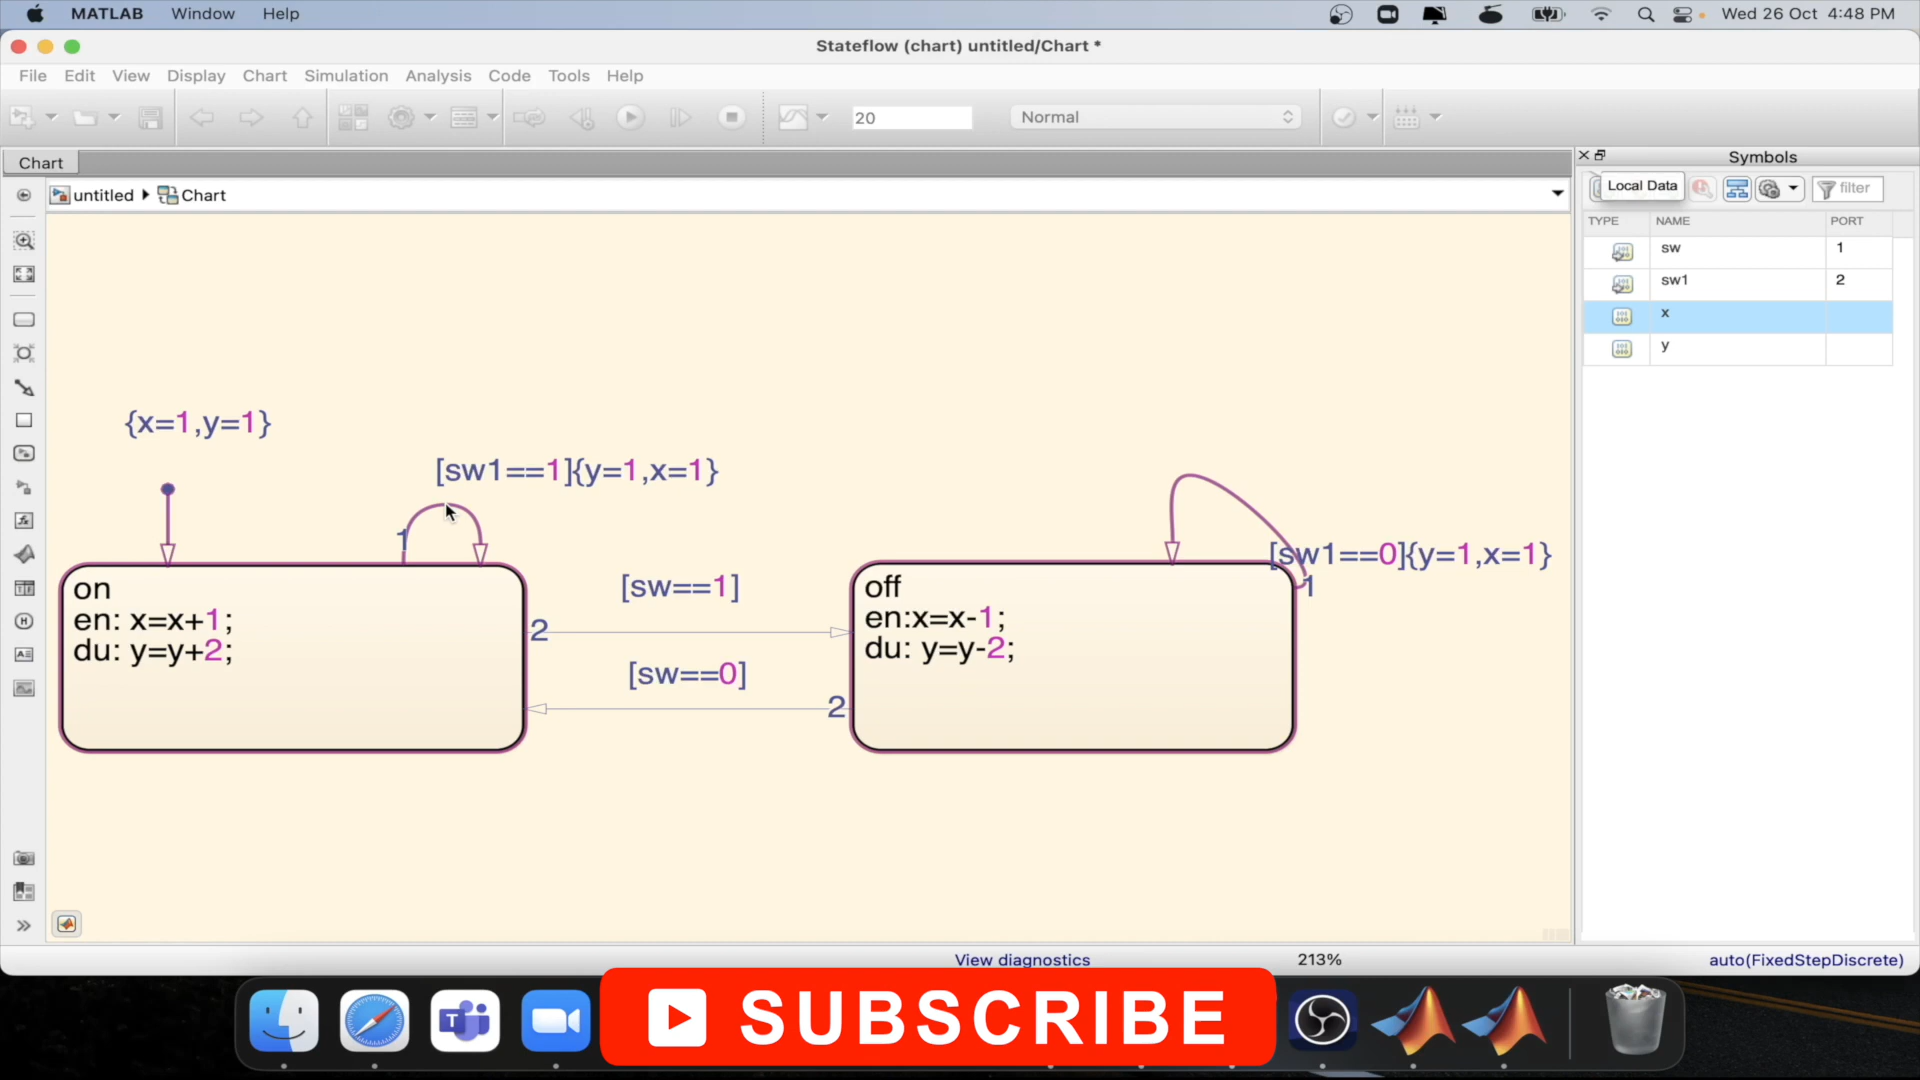 MATLAB Window Help Wed 26 Oct 4:48 PM
Stateflow (chart) untitled/Chart *
File Edit View Display Chart Simulation Analysis Code Tools Help
20 Normal
Chart
Symbols
untitled Chart
Local Data
filter
TYPE NAME PORT
sw 1
sw1 2
x
y
{x=1,y=1}
[sw1==1]{y=1,x=1}
1
[sw1==0]{y=1,x=1}
1
on
en: x=x+1;
du: y=y+2;
[sw==1]
2
[sw==0]
2
off
en:x=x-1;
du: y=y-2;
View diagnostics 213% auto(FixedStepDiscrete)
SUBSCRIBE